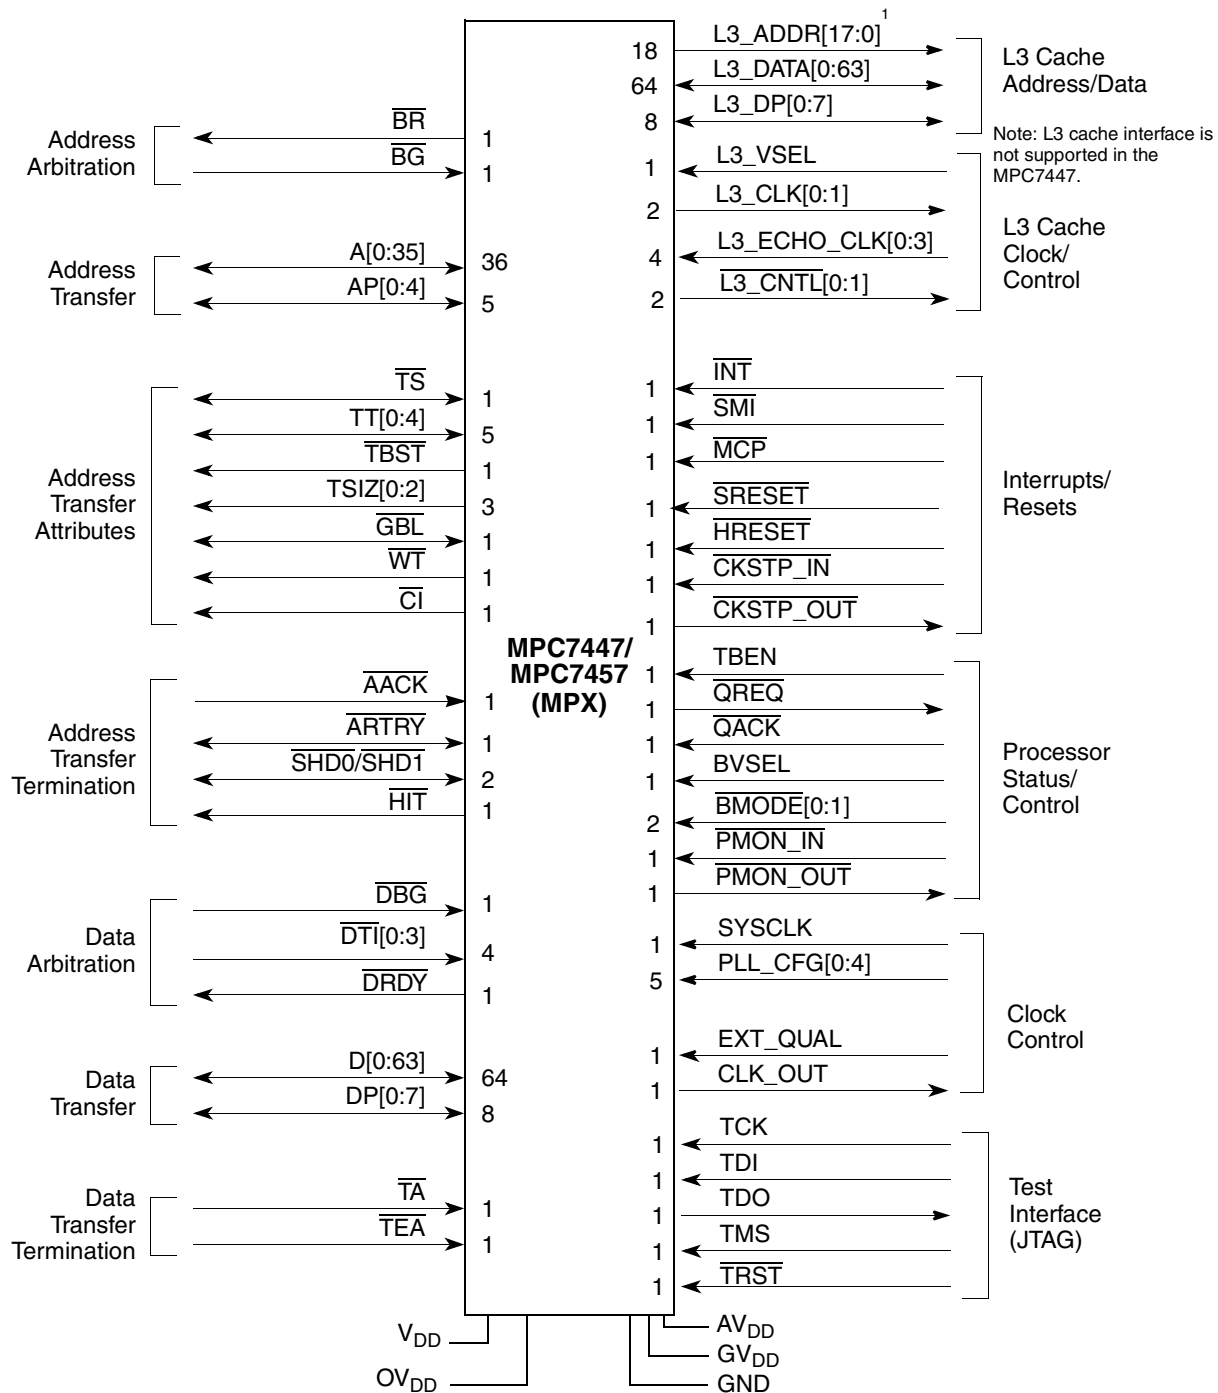 Address
Arbitration
BR
1
BG
1
Address
Transfer
A[0:35]
36
AP[0:4]
5
Address
Transfer
Attributes
TS
1
TT[0:4]
5
TBST
1
TSIZ[0:2]
3
GBL
1
WT
1
CI
1
Address
Transfer
Termination
AACK
1
ARTRY
1
SHD0/SHD1
2
HIT
1
Data
Arbitration
DBG
1
DTI[0:3]
4
DRDY
1
Data
Transfer
D[0:63]
64
DP[0:7]
8
Data
Transfer
Termination
TA
1
TEA
1
MPC7447/
MPC7457
(MPX)
18
L3_ADDR[17:0]1
64
L3_DATA[0:63]
8
L3_DP[0:7]
L3 Cache
Address/Data
Note: L3 cache interface is
not supported in the
MPC7447.
1
L3_VSEL
2
L3_CLK[0:1]
4
L3_ECHO_CLK[0:3]
2
L3_CNTL[0:1]
L3 Cache
Clock/
Control
1
INT
1
SMI
1
MCP
1
SRESET
1
HRESET
1
CKSTP_IN
1
CKSTP_OUT
Interrupts/
Resets
1
TBEN
1
QREQ
1
QACK
1
BVSEL
2
BMODE[0:1]
1
PMON_IN
1
PMON_OUT
Processor
Status/
Control
1
SYSCLK
5
PLL_CFG[0:4]
1
EXT_QUAL
1
CLK_OUT
Clock
Control
1
TCK
1
TDI
1
TDO
1
TMS
1
TRST
Test
Interface
(JTAG)
VDD
OVDD
AVDD
GVDD
GND